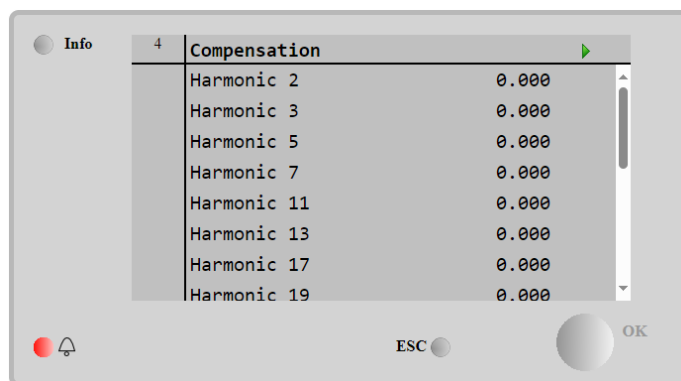 Info
4 Compensation
Harmonic 2 0.000
Harmonic 3 0.000
Harmonic 5 0.000
Harmonic 7 0.000
Harmonic 11 0.000
Harmonic 13 0.000
Harmonic 17 0.000
Harmonic 19 0.000
ESC
OK